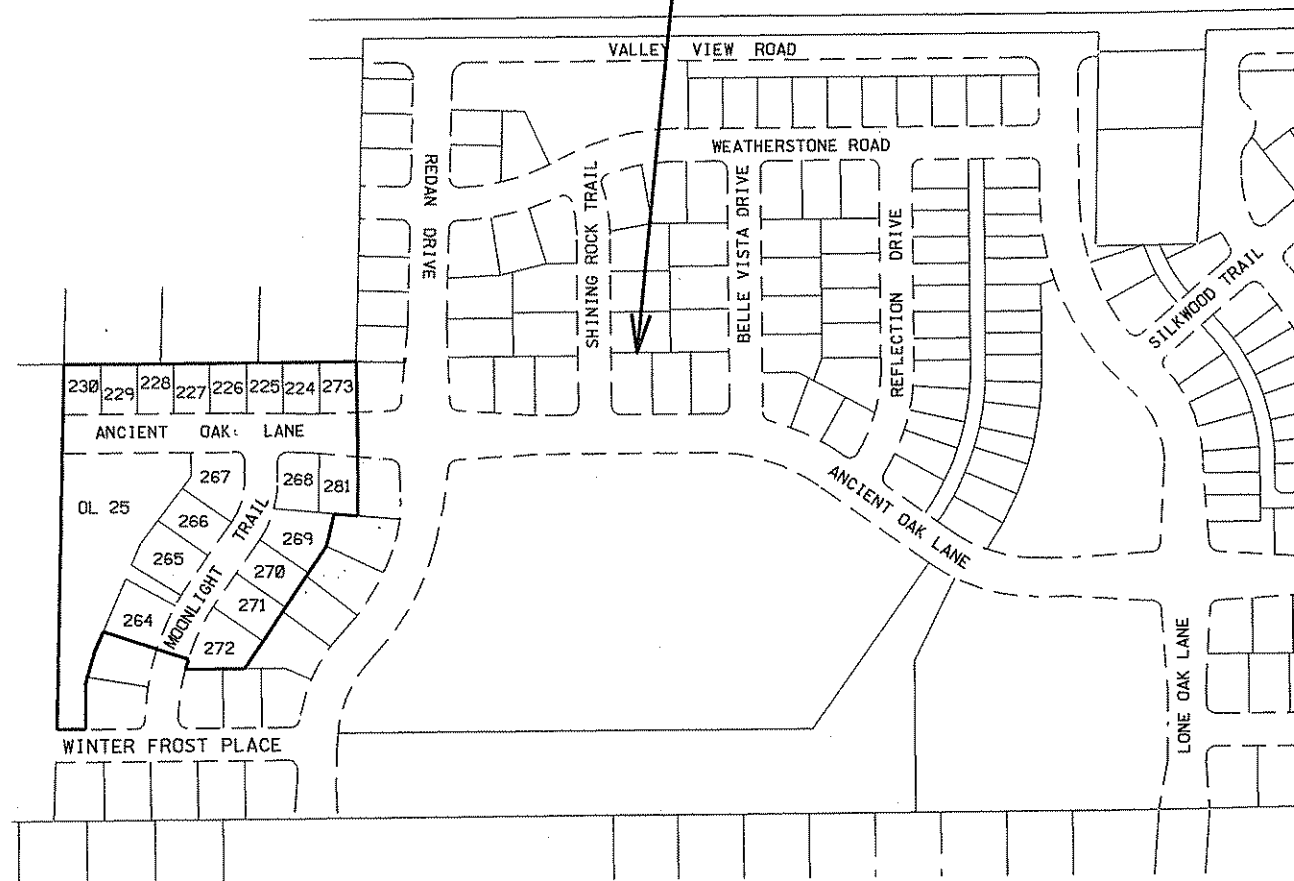 VALLEY VIEW ROAD
WEATHERSTONE ROAD
REDAN DRIVE
SHINING ROCK TRAIL
BELLE VISTA DRIVE
REFLECTION DRIVE
SILKWOOD TRAIL
230 229 228 227 226 225 224 273
ANCIENT OAK LANE
267 268 281
OL 25
266 269
265 270
264 271
272
MOONLIGHT TRAIL
ANCIENT OAK LANE
LONE OAK LANE
WINTER FROST PLACE